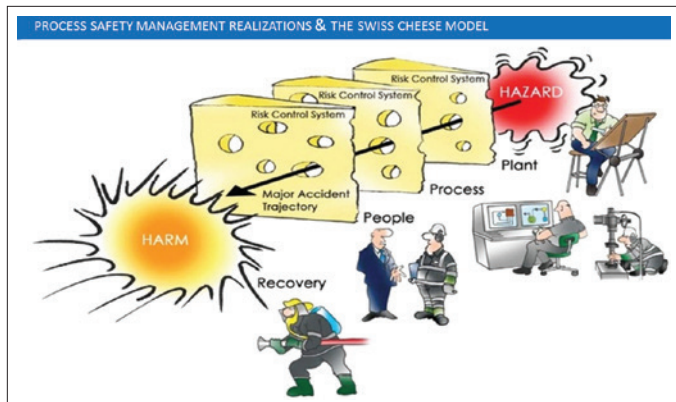 PROCESS SAFETY MANAGEMENT REALIZATIONS & THE SWISS CHEESE MODEL
Risk Control System
HAZARD
Risk Control System
Risk Control System
Plant
Process
Major Accident
Trajectory
People
HARM
Recovery